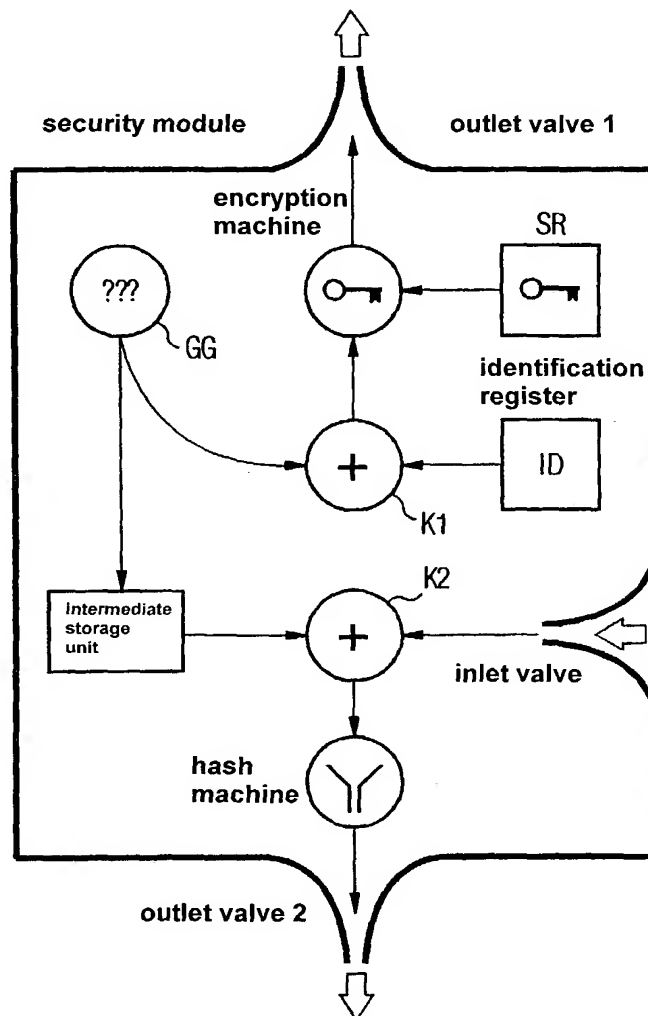 security module
outlet valve 1
encryption
machine
SR
???
GG
identification
register
+
ID
K1
K2
Intermediate
storage
unit
+
inlet valve
hash
machine
outlet valve 2